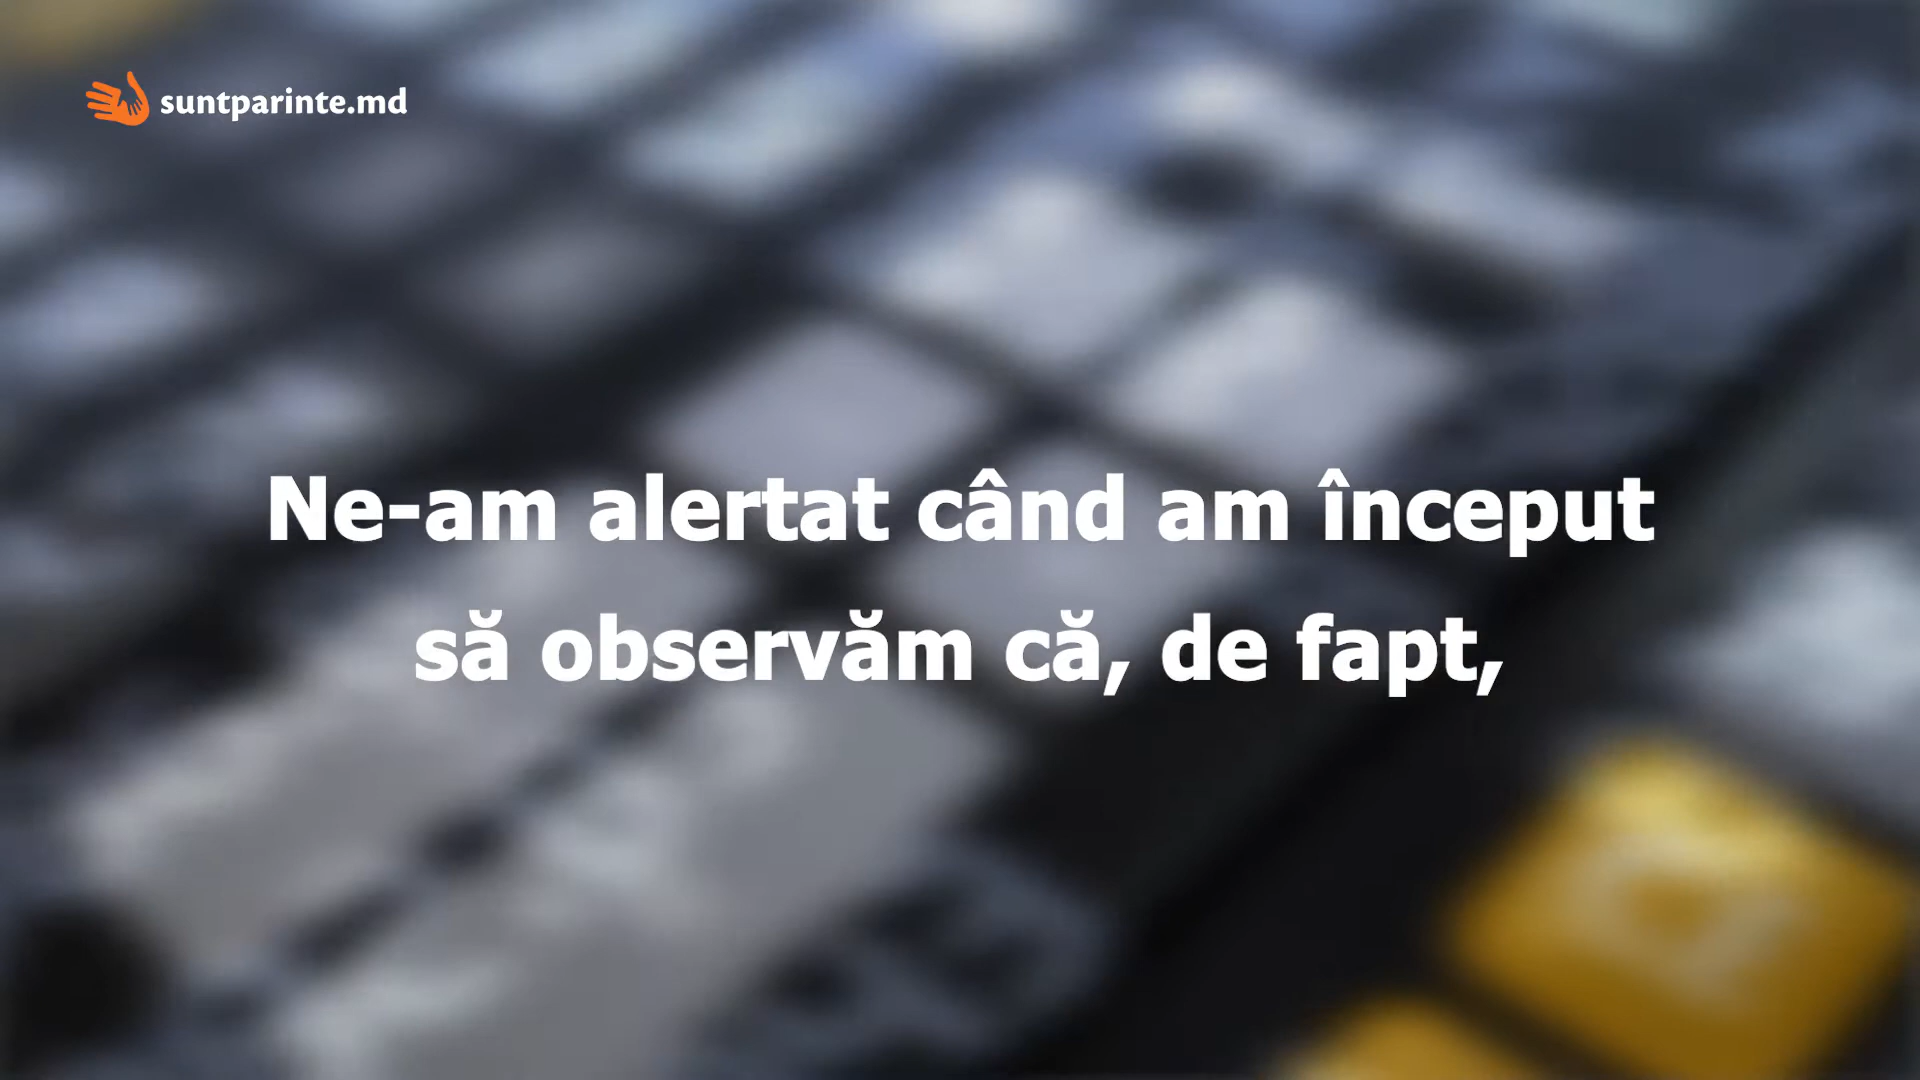 suntparinte.md
Ne-am alertat când am început
să observăm că, de fapt,